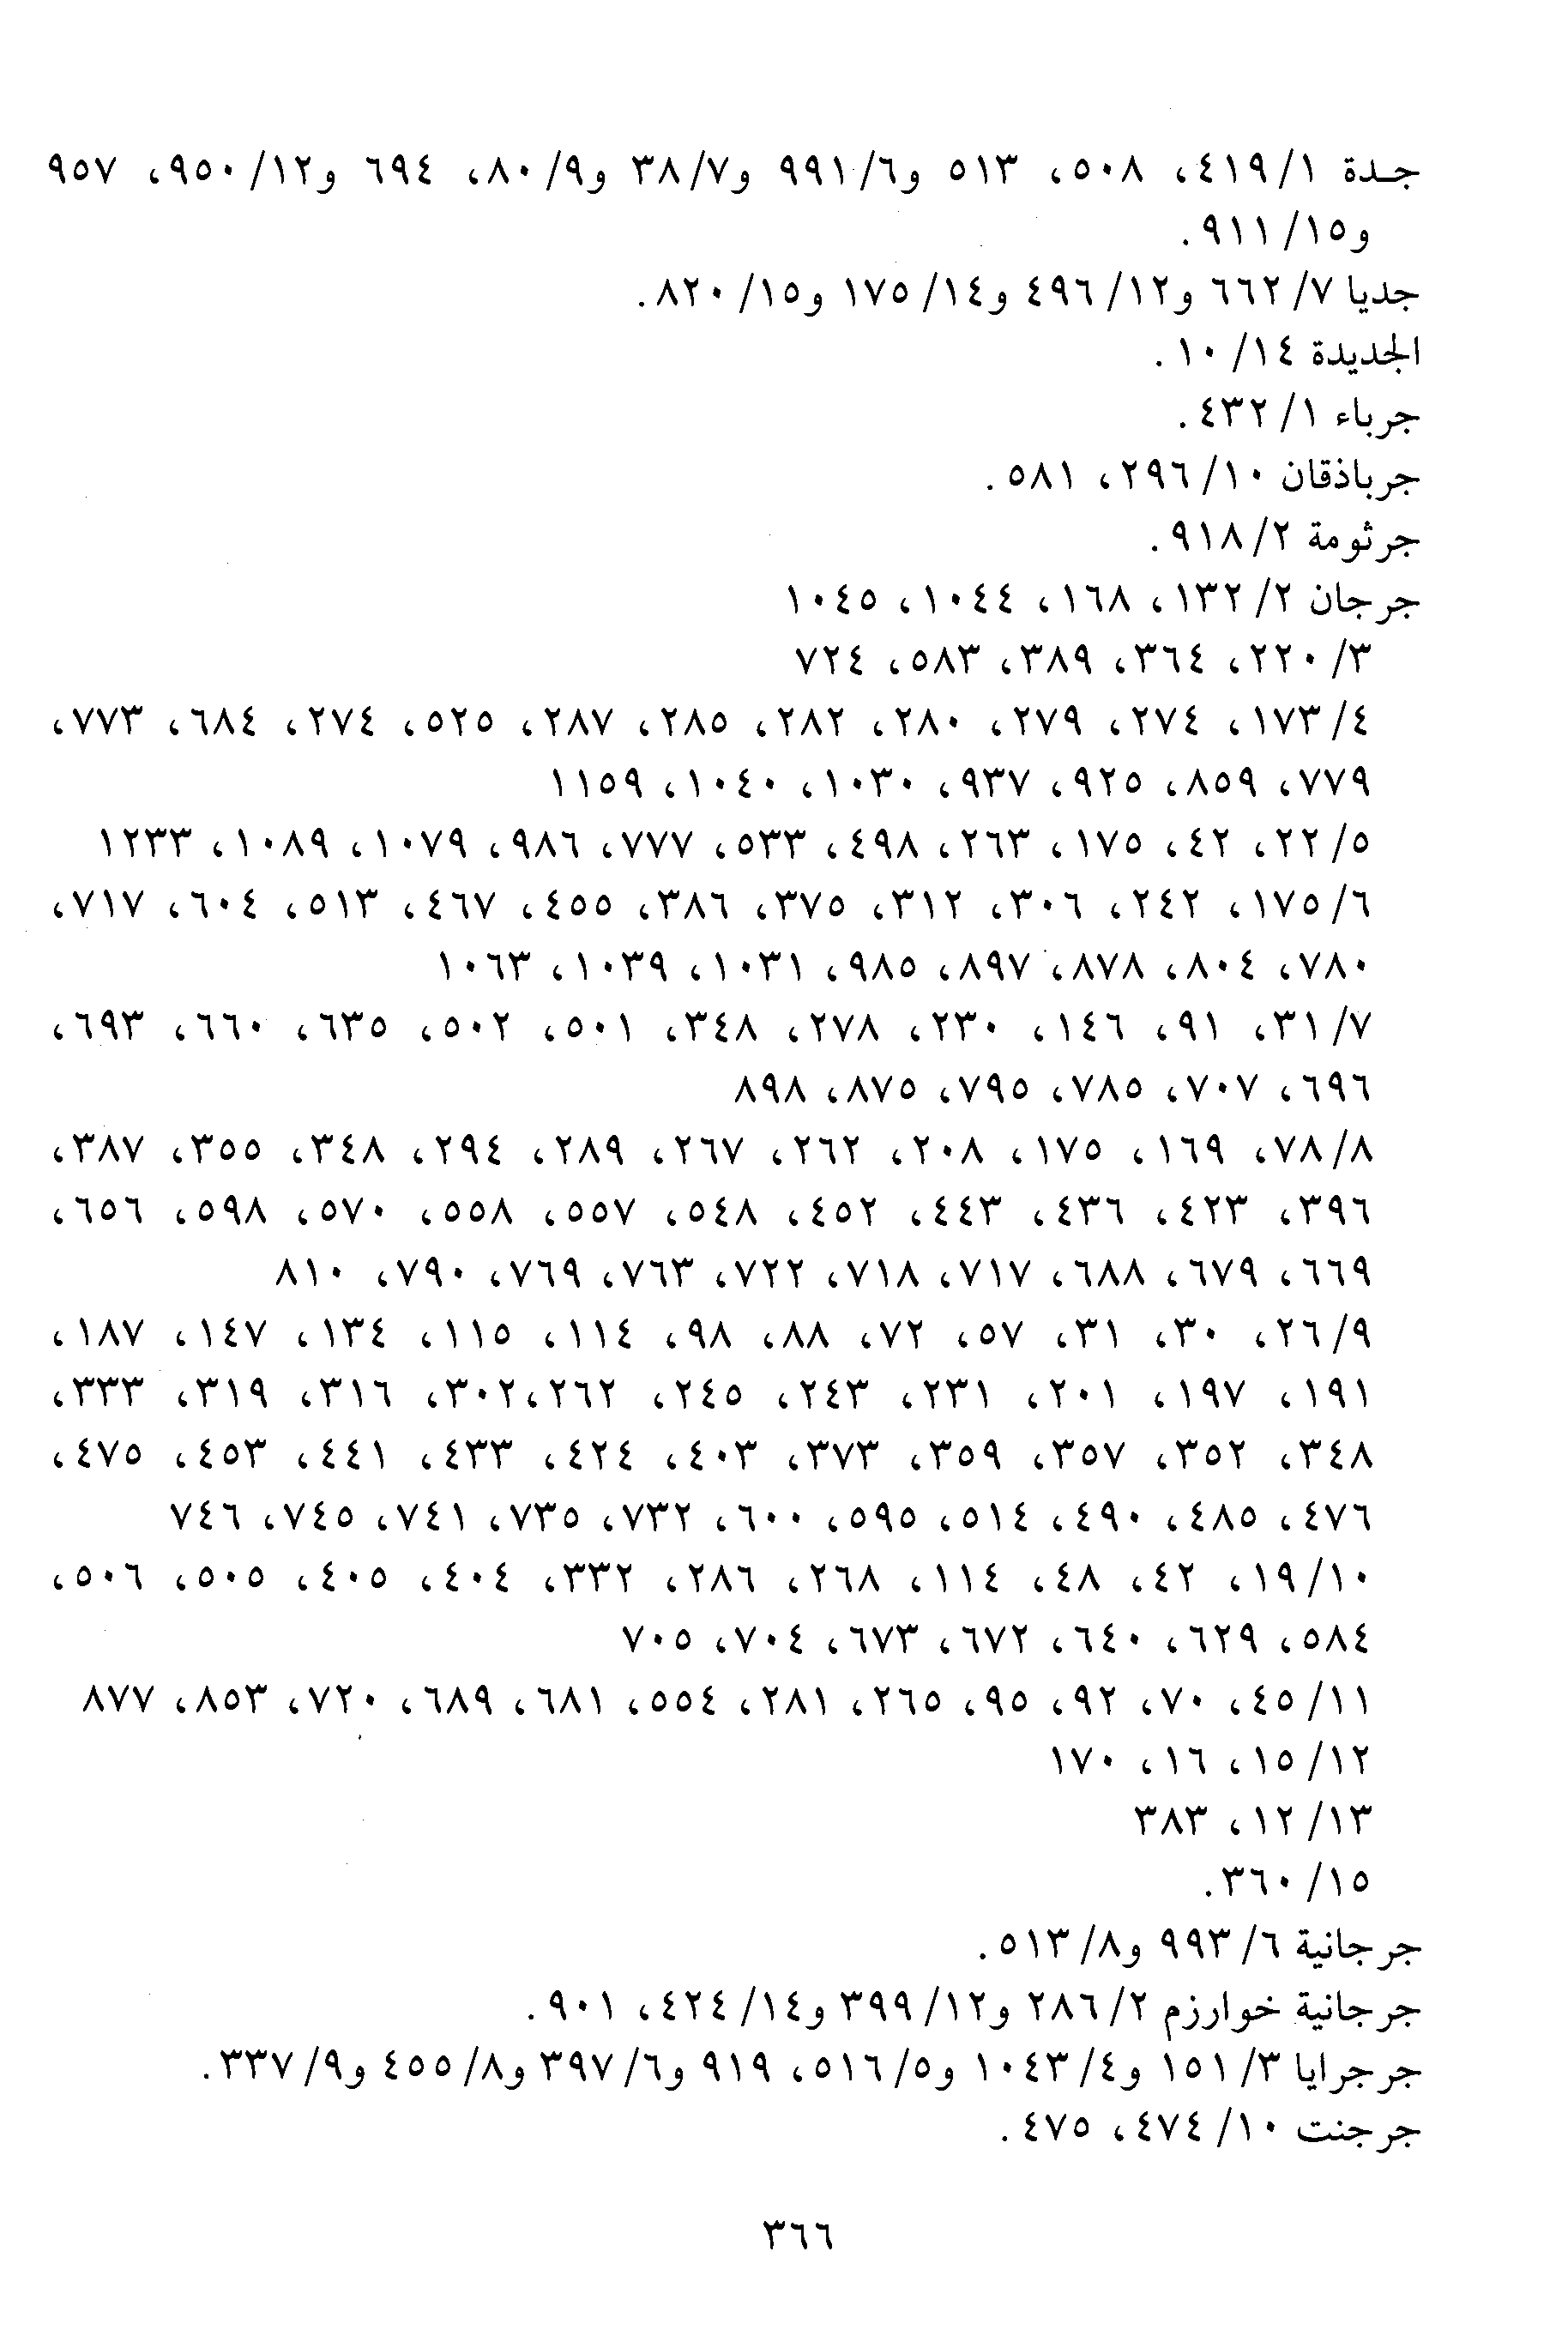 جدة ١/ ٤١٩، ٥٠٨، ٥١٣ و٦/ ٩٩١ و٧/ ٣٨ و٩/ ٨٠، ٦٩٤ و١٢/ ٩٥٠، ٩٥٧
و١٥/ ٩١١.
جديا ٧/ ٦٦٢ و١٢/ ٤٩٦ و١٤/ ١٧٥ و١٥/ ٨٢٠.
الجديدة ١٤/ ١٠.
جرباء ١/ ٤٣٢.
جرباذقان ١٠/ ٢٩٦، ٥٨١.
جرثومة ٢/ ٩١٨.
جرجان ٢/ ١٣٢، ١٦٨، ١٠٤٤، ١٠٤٥
٣/ ٢٢٠، ٣٦٤، ٣٨٩، ٥٨٣، ٧٢٤
٤/ ١٧٣، ٢٧٤، ٢٧٩، ٢٨٠، ٢٨٢، ٢٨٥، ٢٨٧، ٥٢٥، ٢٧٤، ٦٨٤، ٧٧٣،
٧٧٩، ٨٥٩، ٩٢٥، ٩٣٧، ١٠٣٠، ١٠٤٠، ١١٥٩
٥/ ٢٢، ٤٢، ١٧٥، ٢٦٣، ٤٩٨، ٥٣٣، ٧٧٧، ٩٨٦، ١٠٧٩، ١٠٨٩، ١٢٣٣
٦/ ١٧٥، ٢٤٢، ٣٠٦، ٣١٢، ٣٧٥، ٣٨٦، ٤٥٥، ٤٦٧، ٥١٣، ٦٠٤، ٧١٧،
٧٨٠، ٨٠٤، ٨٧٨، ٨٩٧، ٩٨٥، ١٠٣١، ١٠٣٩، ١٠٦٣
٧/ ٣١، ٩١، ١٤٦، ٢٣٠، ٢٧٨، ٣٤٨، ٥٠١، ٥٠٢، ٦٣٥، ٦٦٠، ٦٩٣،
٦٩٦، ٧٠٧، ٧٨٥، ٧٩٥، ٨٧٥، ٨٩٨
٨/ ٧٨، ١٦٩، ١٧٥، ٢٠٨، ٢٦٢، ٢٦٧، ٢٨٩، ٢٩٤، ٣٤٨، ٣٥٥، ٣٨٧،
٣٩٦، ٤٢٣، ٤٣٦، ٤٤٣، ٤٥٢، ٥٤٨، ٥٥٧، ٥٥٨، ٥٧٠، ٥٩٨، ٦٥٦،
٦٦٩، ٦٧٩، ٦٨٨، ٧١٧، ٧١٨، ٧٢٢، ٧٦٣، ٧٦٩، ٧٩٠، ٨١٠
٩/ ٢٦، ٣٠، ٣١، ٥٧، ٧٢، ٨٨، ٩٨، ١١٤، ١١٥، ١٣٤، ١٤٧، ١٨٧،
١٩١، ١٩٧، ٢٠١، ٢٣١، ٢٤٣، ٢٤٥، ٢٦٢،٣٠٢، ٣١٦، ٣١٩، ٣٣٣،
٣٤٨، ٣٥٢، ٣٥٧، ٣٥٩، ٣٧٣، ٤٠٣، ٤٢٤، ٤٣٣، ٤٤١، ٤٥٣، ٤٧٥،
٤٧٦، ٤٨٥، ٤٩٠، ٥١٤، ٥٩٥، ٦٠٠، ٧٣٢، ٧٣٥، ٧٤١، ٧٤٥، ٧٤٦
١٠/ ١٩، ٤٢، ٤٨، ١١٤، ٢٦٨، ٢٨٦، ٣٣٢، ٤٠٤، ٤٠٥، ٥٠٥، ٥٠٦،
٥٨٤، ٦٢٩، ٦٤٠، ٦٧٢، ٦٧٣، ٧٠٤، ٧٠٥
١١/ ٤٥، ٧٠، ٩٢، ٩٥، ٢٦٥، ٢٨١، ٥٥٤، ٦٨١، ٦٨٩، ٧٢٠، ٨٥٣، ٨٧٧
١٢/ ١٥، ١٦، ١٧٠
١٣/ ١٢، ٣٨٣
١٥/ ٣٦٠.
جرجانية ٦/ ٩٩٣ و٨/ ٥١٣.
جرجانية خوارزم ٢/ ٢٨٦ و١٢/ ٣٩٩ و١٤/ ٤٢٤، ٩٠١.
جرجرايا ٣/ ١٥١ و٤/ ١٠٤٣ و٥/ ٥١٦، ٩١٩ و٦/ ٣٩٧ و٨/ ٤٥٥ و٩/ ٣٣٧.
جرجنت ١٠/ ٤٧٤، ٤٧٥.
٣٦٦